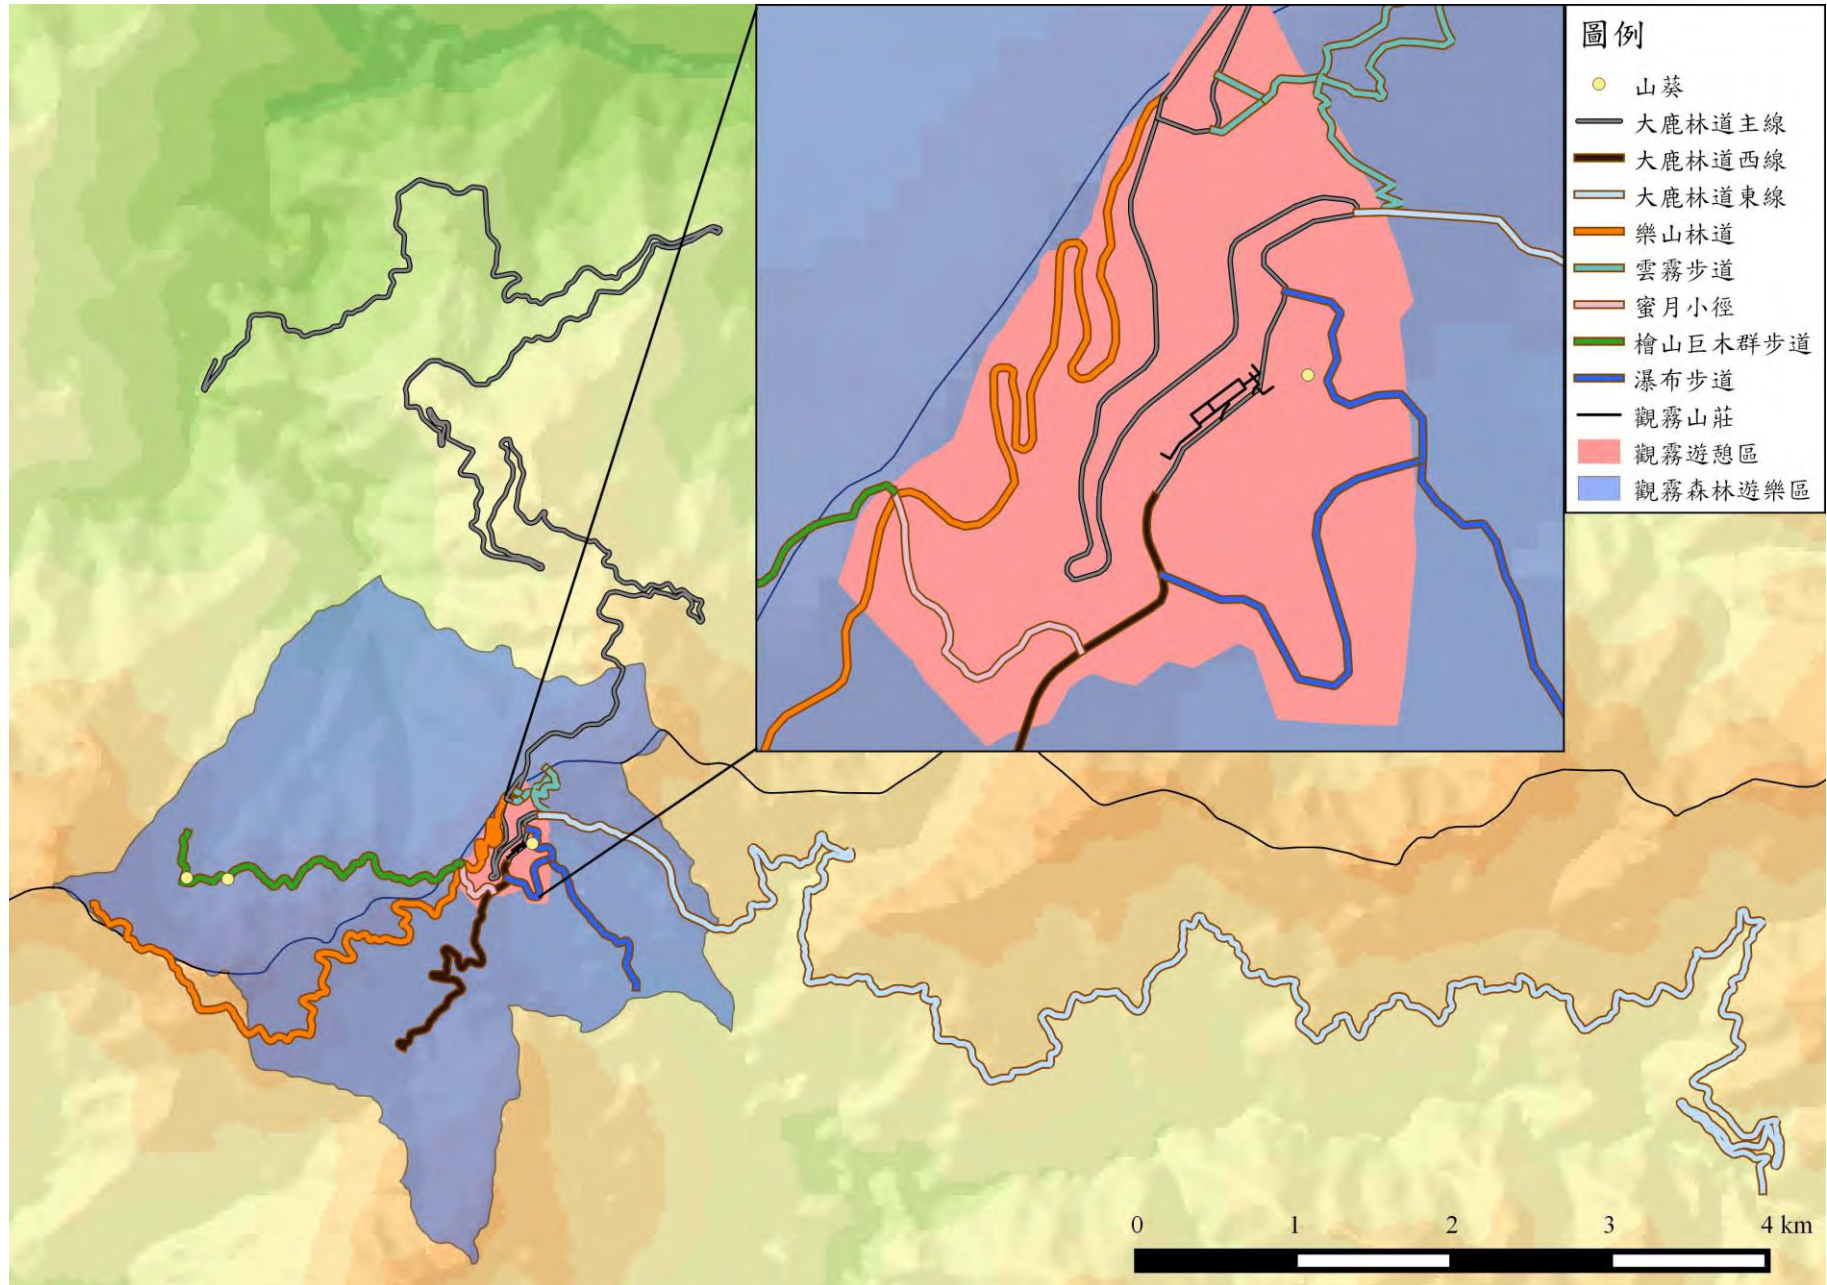 圖例
山葵
大鹿林道主線
大鹿林道西線
大鹿林道東線
樂山林道
雲霧步道
蜜月小徑
檜山巨木群步道
瀑布步道
觀霧山莊
觀霧遊憩區
觀霧森林遊樂區
0 1 2 3 4 km